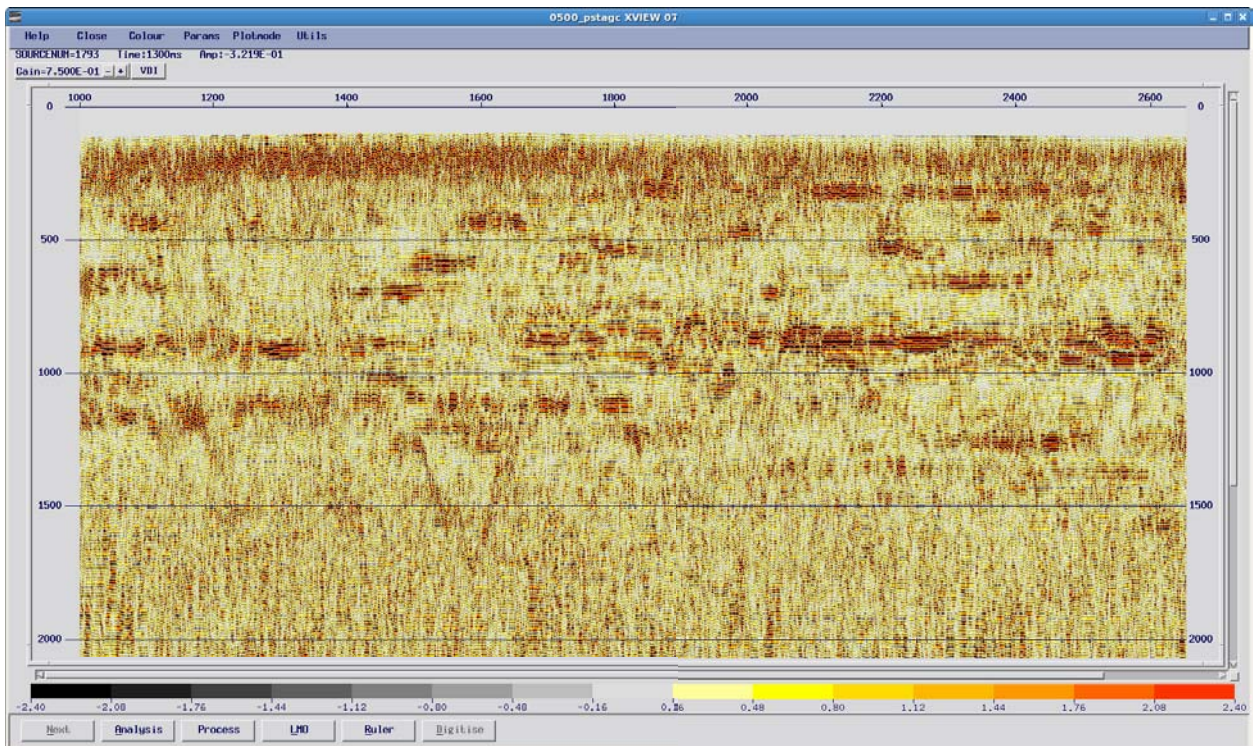 0500_pstagc XVIEW 07
Help Close Colour Params Plotmode Utils
SOURCENUM=1793 Time:1300ms Amp:-3.219E-01
Gain=7.500E-01 - + VDI
1000 1200 1400 1600 1800 2000 2200 2400 2600
0 0
500 500
1000 1000
1500 1500
2000 2000
-2.40 -2.08 -1.76 -1.44 -1.12 -0.80 -0.48 -0.16 0.16 0.48 0.80 1.12 1.44 1.76 2.08 2.40
Next Analysis Process LMO Ruler Digitise